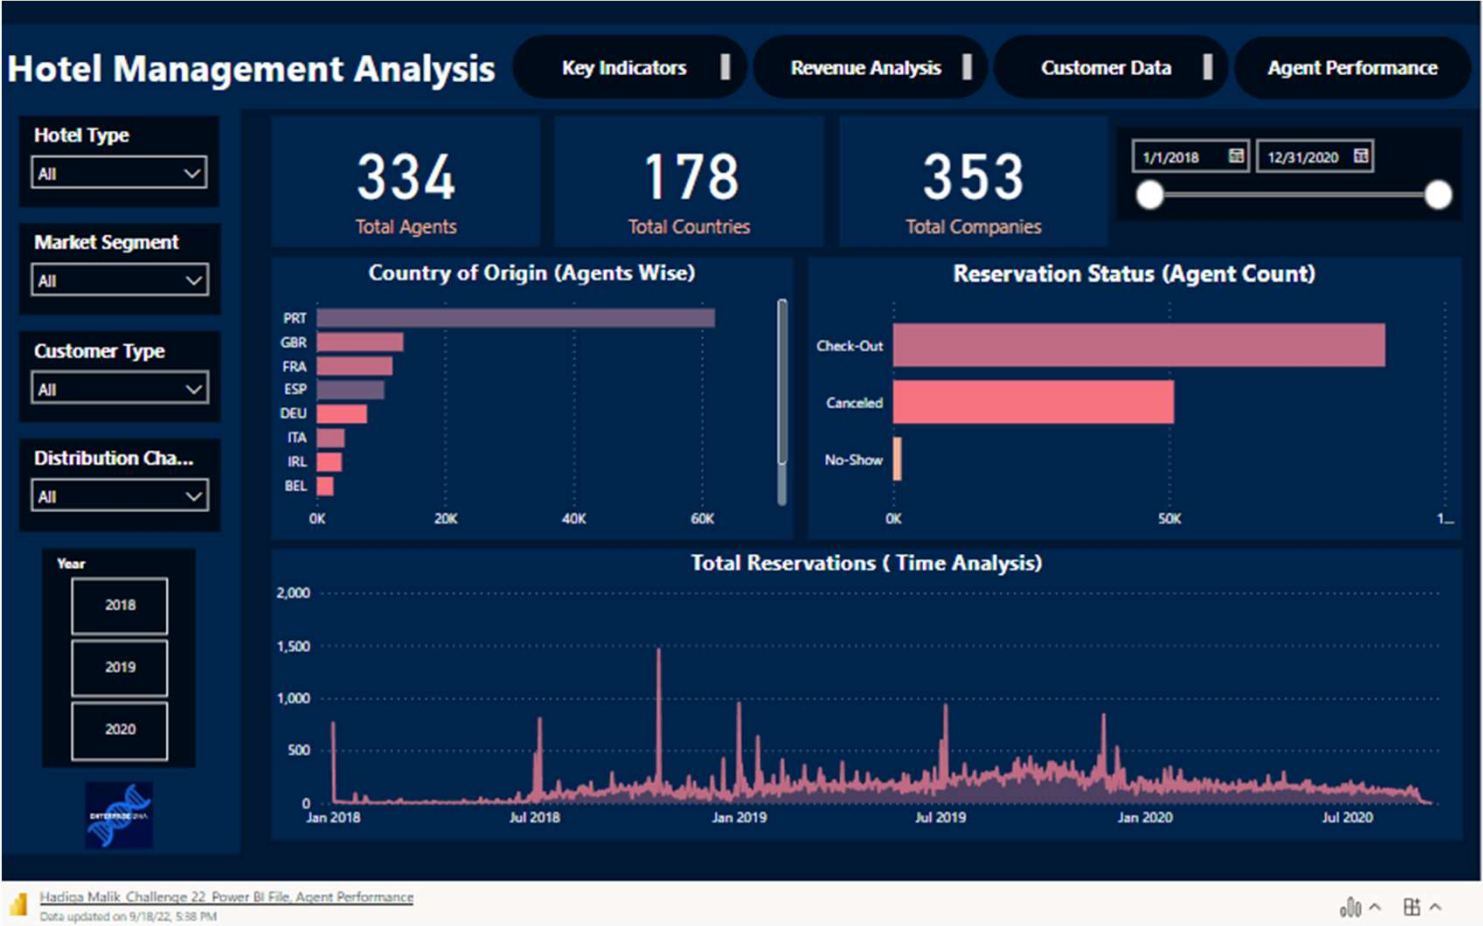 Hotel Management Analysis
Key Indicators
Revenue Analysis
Customer Data
Agent Performance
Hotel Type
All
Market Segment
All
Customer Type
All
Distribution Cha...
All
Year
2018
2019
2020
ENTERPRISE DNA
334
Total Agents
178
Total Countries
353
Total Companies
1/1/2018
12/31/2020
Country of Origin (Agents Wise)
PRT
GBR
FRA
ESP
DEU
ITA
IRL
BEL
0K 20K 40K 60K
Reservation Status (Agent Count)
Check-Out
Canceled
No-Show
0K 50K 1...
Total Reservations ( Time Analysis)
2,000
1,500
1,000
500
0
Jan 2018 Jul 2018 Jan 2019 Jul 2019 Jan 2020 Jul 2020
Hadiqa Malik_Challenge 22_Power BI File, Agent Performance
Data updated on 9/18/22, 5:38 PM